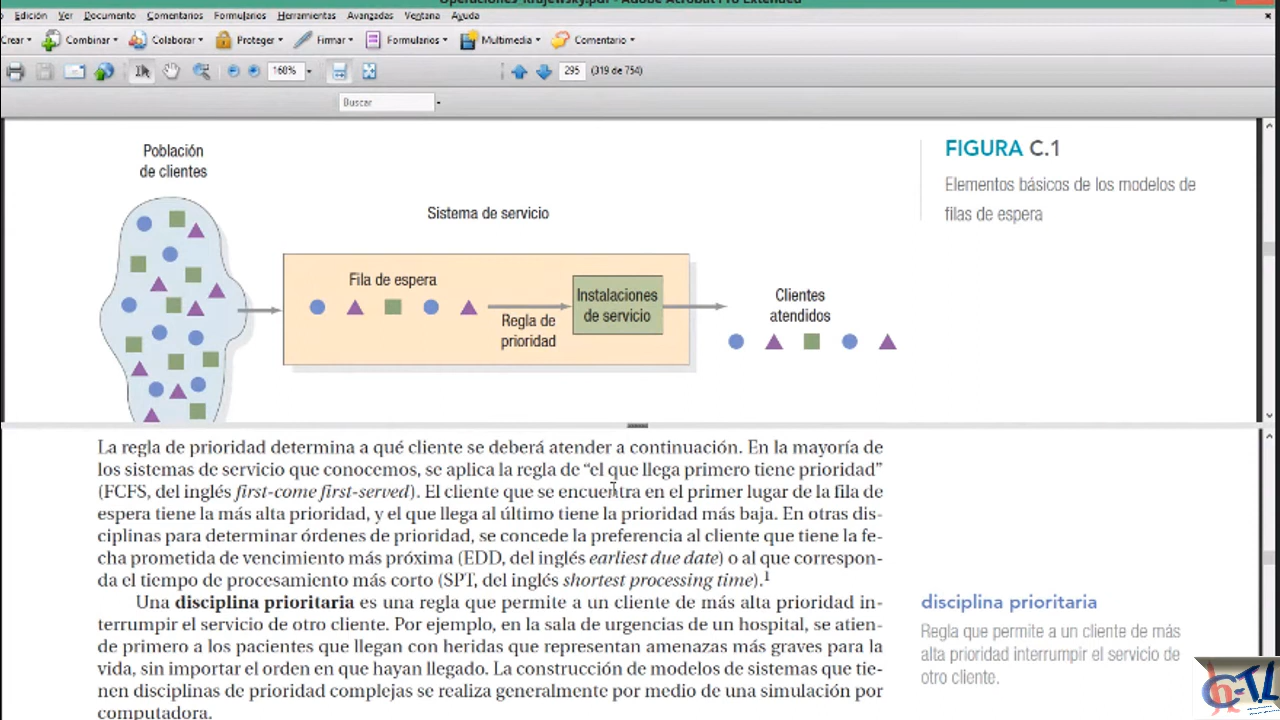 Operaciones_Krajewsky.pdf - Adobe Acrobat Pro Extended
Edición Ver Documento Comentarios Formularios Herramientas Avanzadas Ventana Ayuda
Crear Combinar Colaborar Proteger Firmar Formularios Multimedia Comentario
160% 295 (319 de 754)
Buscar
Población
de clientes
Sistema de servicio
Fila de espera
Regla de
prioridad
Instalaciones
de servicio
Clientes
atendidos
FIGURA C.1
Elementos básicos de los modelos de
filas de espera
La regla de prioridad determina a qué cliente se deberá atender a continuación. En la mayoría de
los sistemas de servicio que conocemos, se aplica la regla de “el que llega primero tiene prioridad”
(FCFS, del inglés first-come first-served). El cliente que se encuentra en el primer lugar de la fila de
espera tiene la más alta prioridad, y el que llega al último tiene la prioridad más baja. En otras dis-
ciplinas para determinar órdenes de prioridad, se concede la preferencia al cliente que tiene la fe-
cha prometida de vencimiento más próxima (EDD, del inglés earliest due date) o al que correspon-
da el tiempo de procesamiento más corto (SPT, del inglés shortest processing time).¹
Una disciplina prioritaria es una regla que permite a un cliente de más alta prioridad in-
terrumpir el servicio de otro cliente. Por ejemplo, en la sala de urgencias de un hospital, se atien-
de primero a los pacientes que llegan con heridas que representan amenazas más graves para la
vida, sin importar el orden en que hayan llegado. La construcción de modelos de sistemas que tie-
nen disciplinas de prioridad complejas se realiza generalmente por medio de una simulación por
computadora.
disciplina prioritaria
Regla que permite a un cliente de más
alta prioridad interrumpir el servicio de
otro cliente.